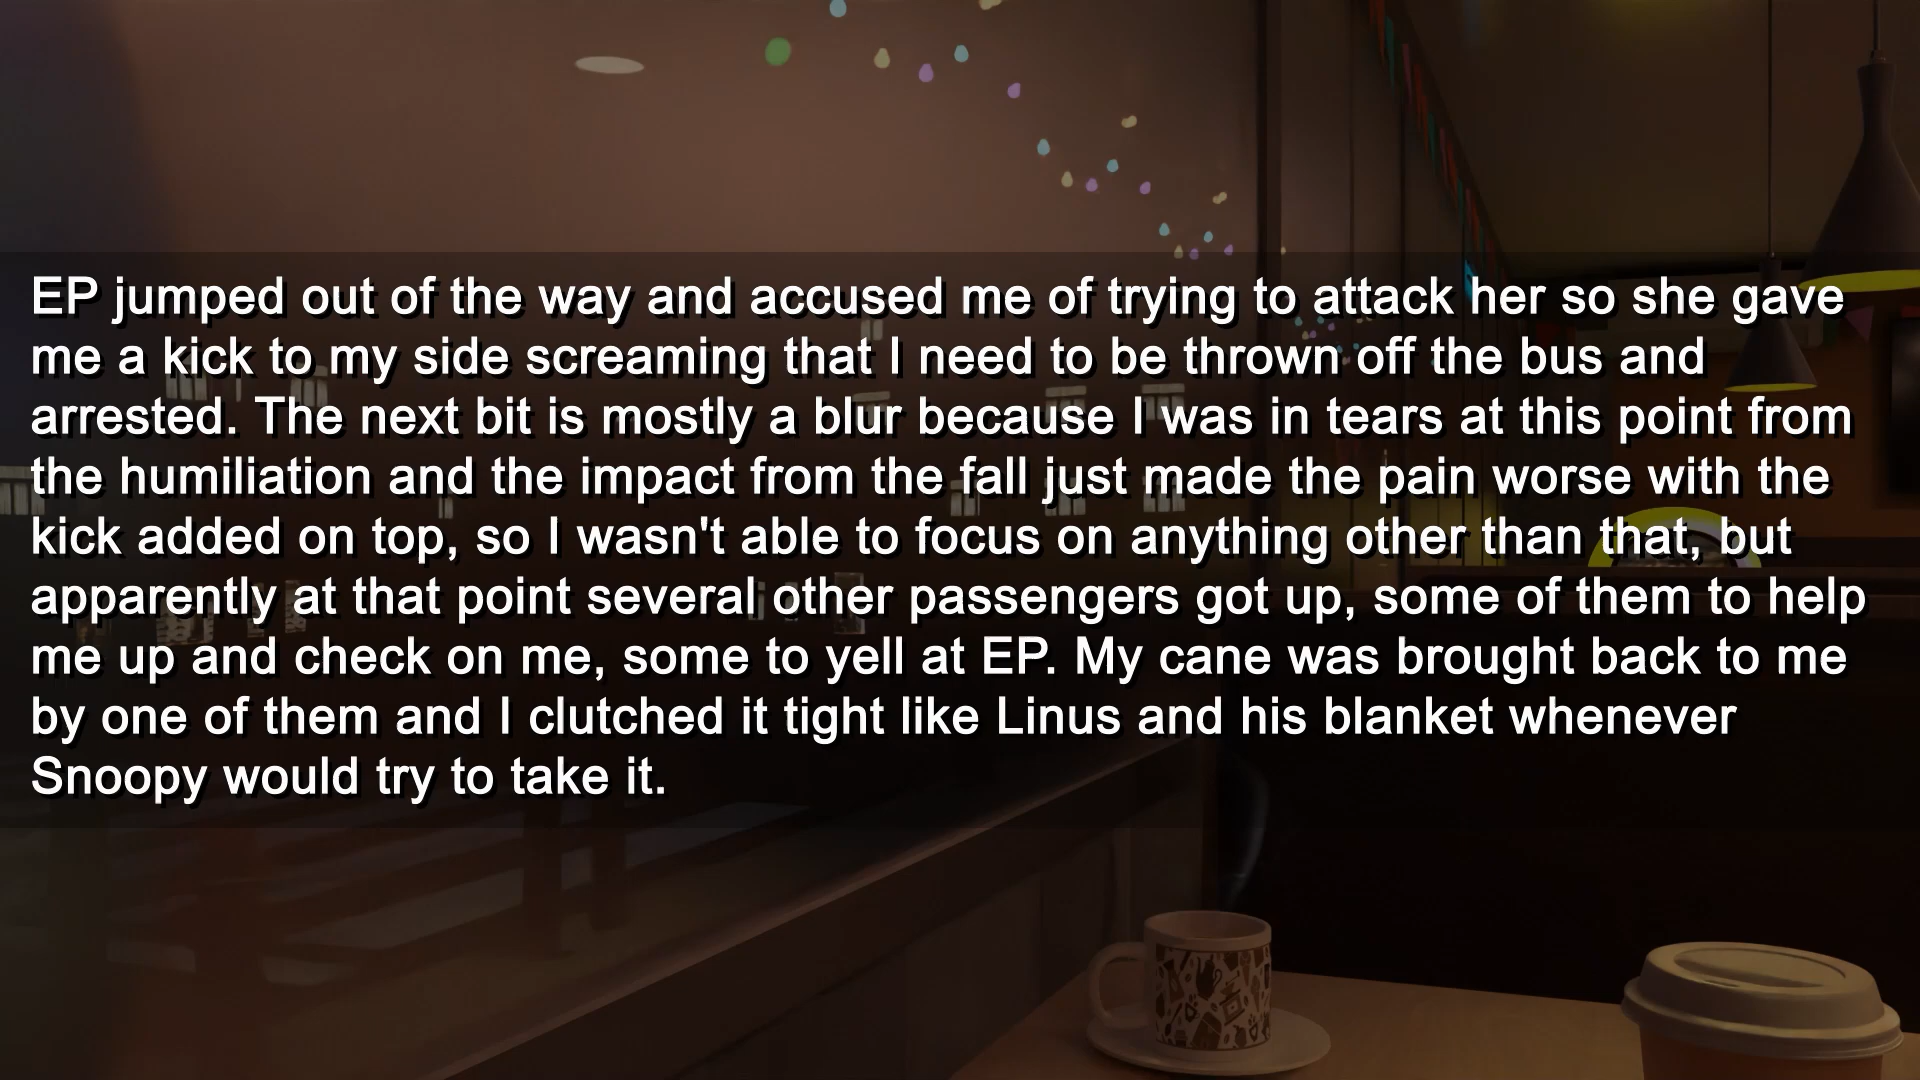 EP jumped out of the way and accused me of trying to attack her so she gave
me a kick to my side screaming that I need to be thrown off the bus and
arrested. The next bit is mostly a blur because I was in tears at this point from
the humiliation and the impact from the fall just made the pain worse with the
kick added on top, so I wasn't able to focus on anything other than that, but
apparently at that point several other passengers got up, some of them to help
me up and check on me, some to yell at EP. My cane was brought back to me
by one of them and I clutched it tight like Linus and his blanket whenever
Snoopy would try to take it.